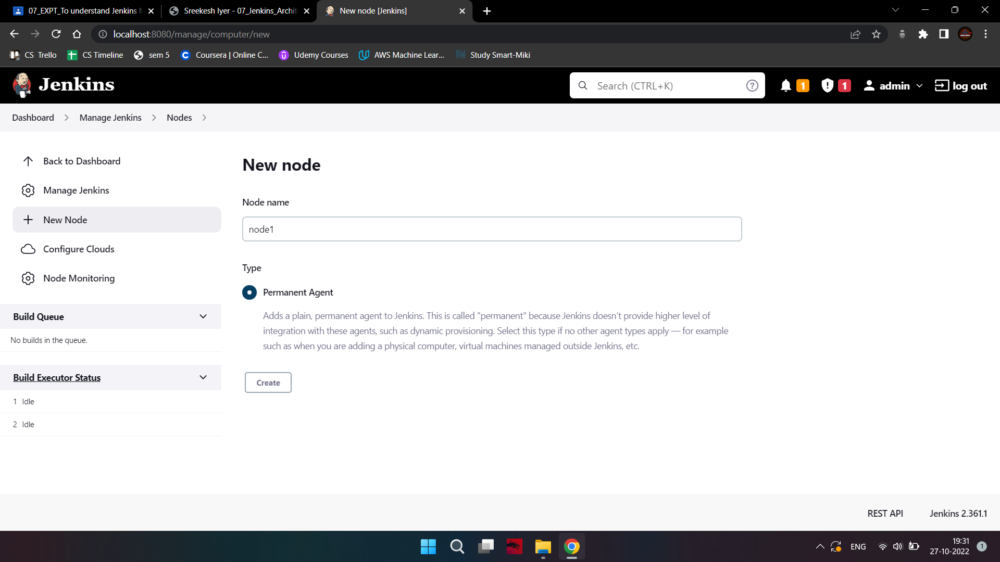 07_EXPT_To understand Jenkins
Sreekesh Iyer - 07_Jenkins_Archit
New node [Jenkins]
localhost:8080/manage/computer/new
CS Trello
CS Timeline
sem 5
Coursera | Online C...
Udemy Courses
AWS Machine Lear...
Study Smart-Miki
Jenkins
Search (CTRL+K)
1
1
admin
log out
Dashboard
Manage Jenkins
Nodes
Back to Dashboard
Manage Jenkins
New Node
Configure Clouds
Node Monitoring
Build Queue
No builds in the queue.
Build Executor Status
1 Idle
2 Idle
New node
Node name
node1
Type
Permanent Agent
Adds a plain, permanent agent to Jenkins. This is called "permanent" because Jenkins doesn’t provide higher level of
integration with these agents, such as dynamic provisioning. Select this type if no other agent types apply — for example
such as when you are adding a physical computer, virtual machines managed outside Jenkins, etc.
Create
REST API
Jenkins 2.361.1
ENG
19:31
27-10-2022
1